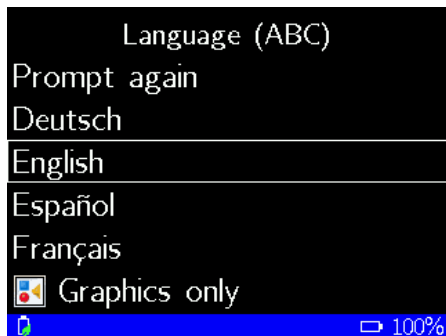 Language (ABC)
Prompt again
Deutsch
English
Español
Français
Graphics only
100%